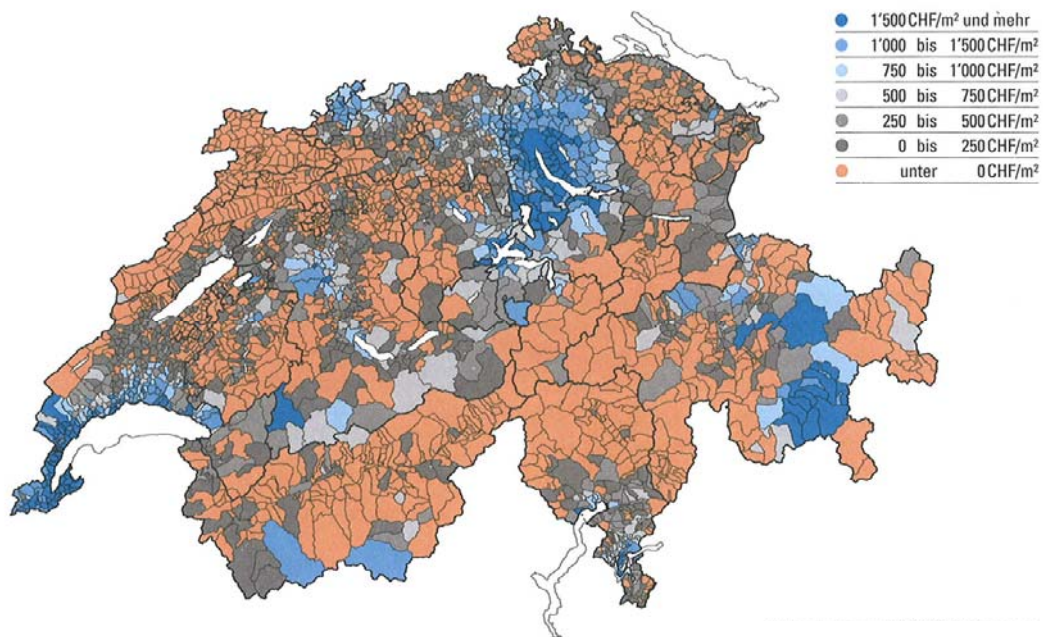 1'500 CHF/m² und mehr
1'000 bis 1'500 CHF/m²
750 bis 1'000 CHF/m²
500 bis 750 CHF/m²
250 bis 500 CHF/m²
0 bis 250 CHF/m²
unter 0 CHF/m²